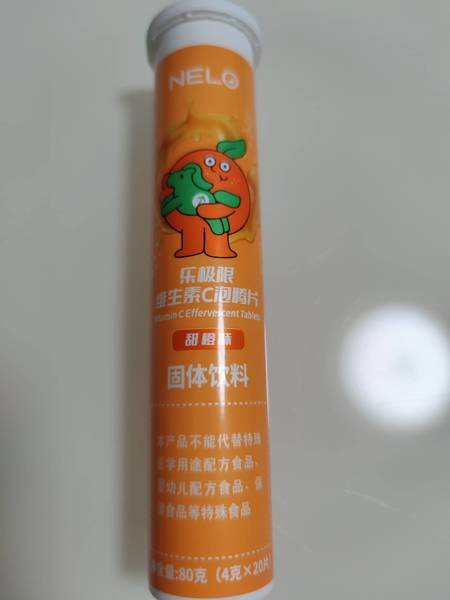 NELO
乐极限
维生素C泡腾片
Vitamin C Effervescent Tablets
甜橙味
固体饮料
本产品不能代替特殊
医学用途配方食品、
婴幼儿配方食品、保
健食品等特殊食品
净含量:80克（4克×20片）